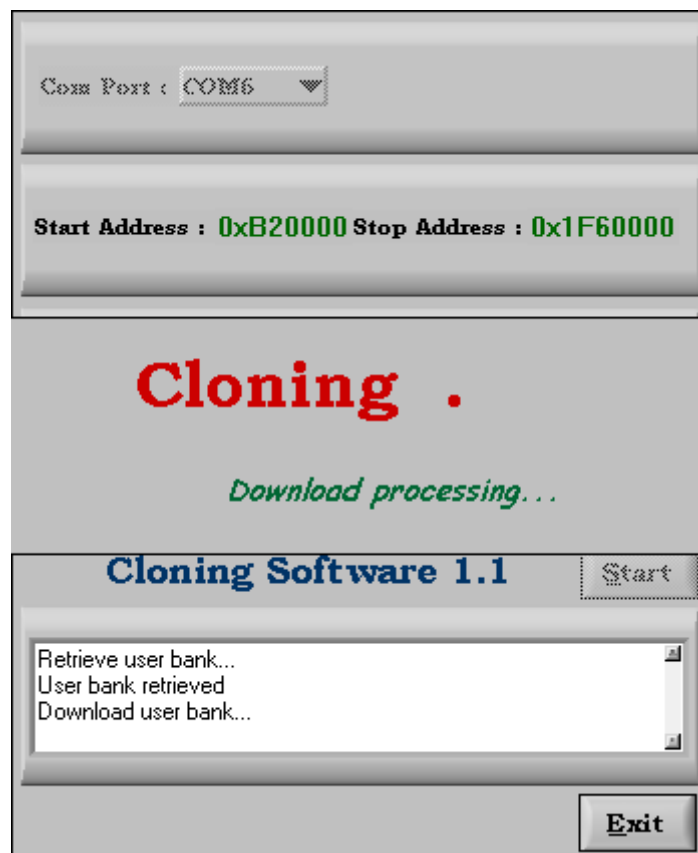 Com Port : COM6
Start Address : 0xB20000 Stop Address : 0x1F60000
Cloning .
Download processing...
Cloning Software 1.1 Start
Retrieve user bank...
User bank retrieved
Download user bank...
Exit